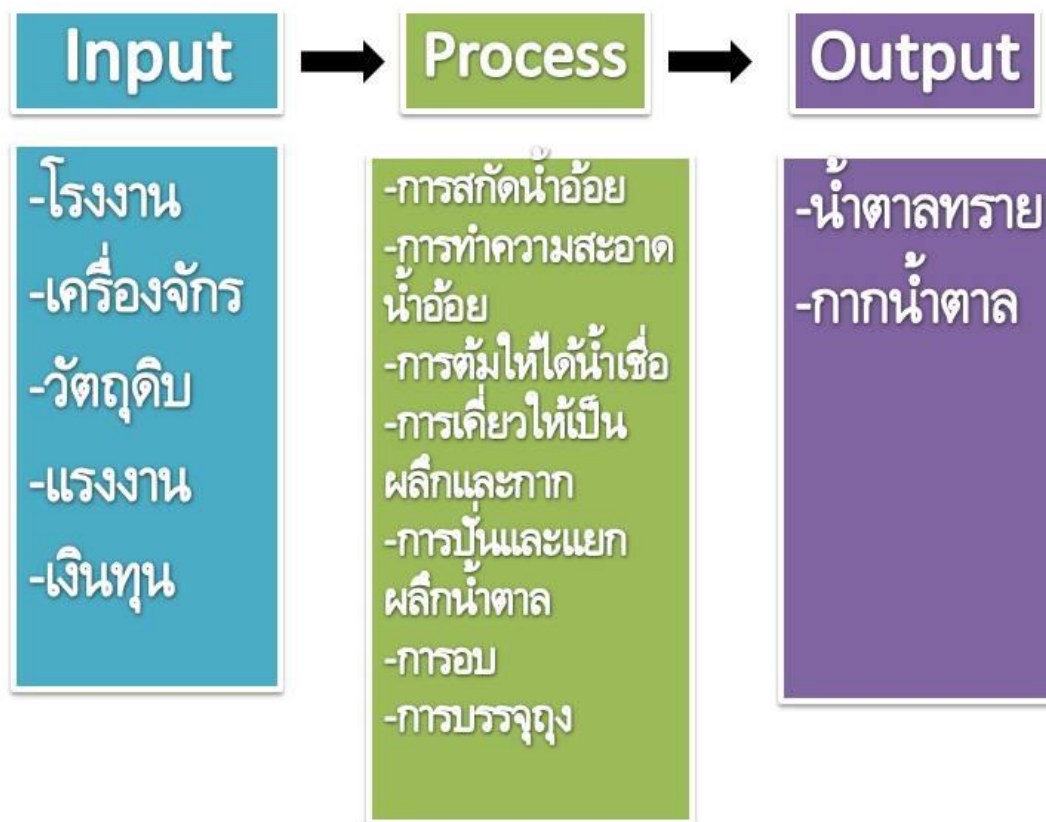 Input
Process
Output
-โรงงาน
-เครื่องจักร
-วัตถุดิบ
-แรงงาน
-เงินทุน
-การสกัดน้ำอ้อย
-การทำความสะอาด
น้ำอ้อย
-การต้มให้ได้น้ำเชื่อ
-การเคี่ยวให้เป็น
ผลึกและกาก
-การปั่นและแยก
ผลึกน้ำตาล
-การอบ
-การบรรจุถุง
-น้ำตาลทราย
-กากน้ำตาล